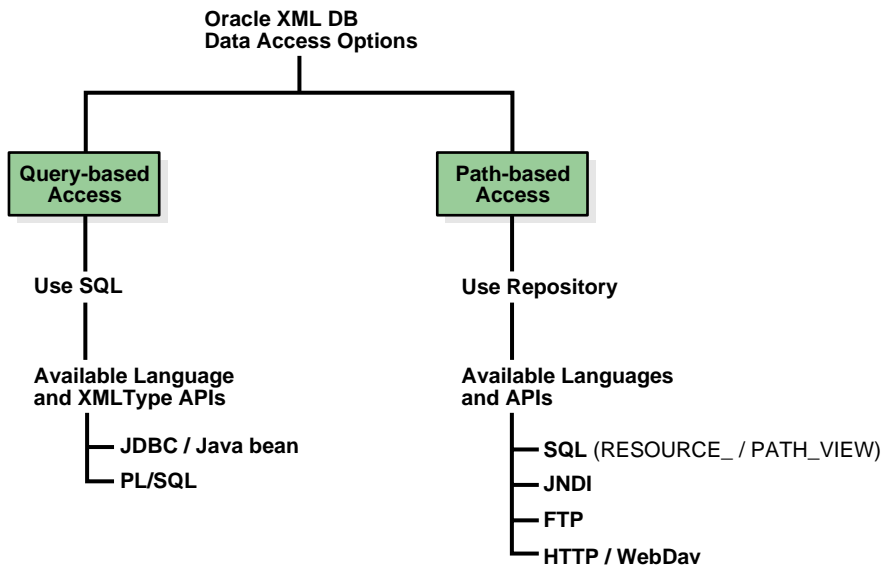 Oracle XML DB
Data Access Options
Query-based
Access
Use SQL
Available Language
and XMLType APIs
JDBC / Java bean
PL/SQL
Path-based
Access
Use Repository
Available Languages
and APIs
SQL (RESOURCE_ / PATH_VIEW)
JNDI
FTP
HTTP / WebDav